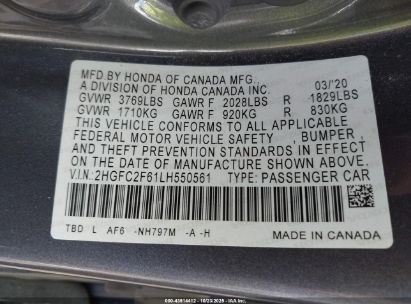 MFD.BY HONDA OF CANADA MFG.,
A DIVISION OF HONDA CANADA INC. 03/'20
GVWR 3769LBS GAWR F 2028LBS R 1829LBS
GVWR 1710KG GAWR F 920KG R 830KG
THIS VEHICLE CONFORMS TO ALL APPLICABLE
FEDERAL MOTOR VEHICLE SAFETY, BUMPER,
AND THEFT PREVENTION STANDARDS IN EFFECT
ON THE DATE OF MANUFACTURE SHOWN ABOVE.
V.I.N:2HGFC2F61LH550561 TYPE: PASSENGER CAR
TBD L AF6 -NH797M -A -H
MADE IN CANADA